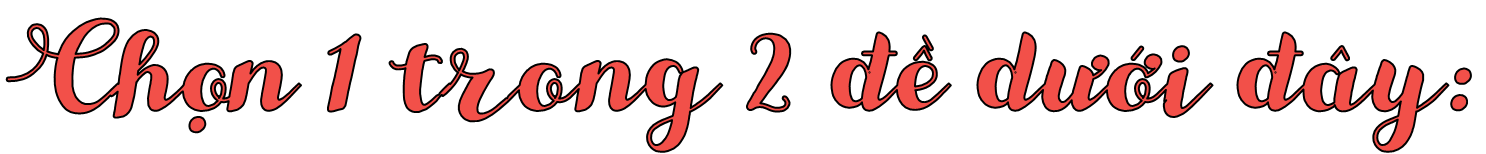 Chọn 1 trong 2 đề dưới đây: